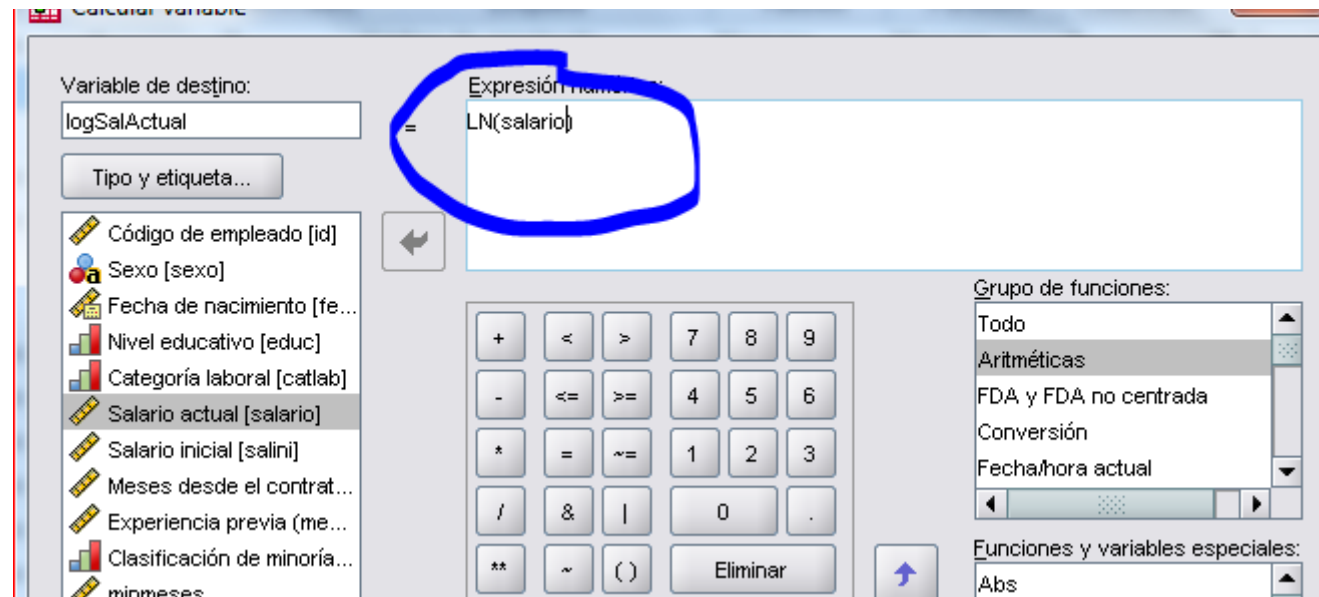 Calcular variable
Variable de destino:
logSalActual
=
Expresión numérica:
LN(salario)
Tipo y etiqueta...
Código de empleado [id]
Sexo [sexo]
Fecha de nacimiento [fe...
Nivel educativo [educ]
Categoría laboral [catlab]
Salario actual [salario]
Salario inicial [salini]
Meses desde el contrat...
Experiencia previa (me...
Clasificación de minoría...
minmeses
+ < > 7 8 9
- <= >= 4 5 6
* = ~= 1 2 3
/ & | 0 .
** ~ ( ) Eliminar
Grupo de funciones:
Todo
Aritméticas
FDA y FDA no centrada
Conversión
Fecha/hora actual
Funciones y variables especiales:
Abs